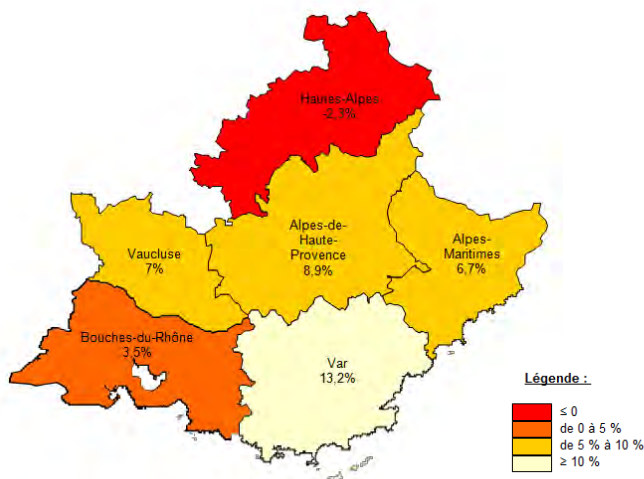 Hautes-Alpes
-2,3%
Alpes-de-
Haute-
Provence
8,9%
Alpes-
Maritimes
6,7%
Vaucluse
7%
Bouches-du-Rhône
3,5%
Var
13,2%
Légende :
≤ 0
de 0 à 5 %
de 5 % à 10 %
≥ 10 %